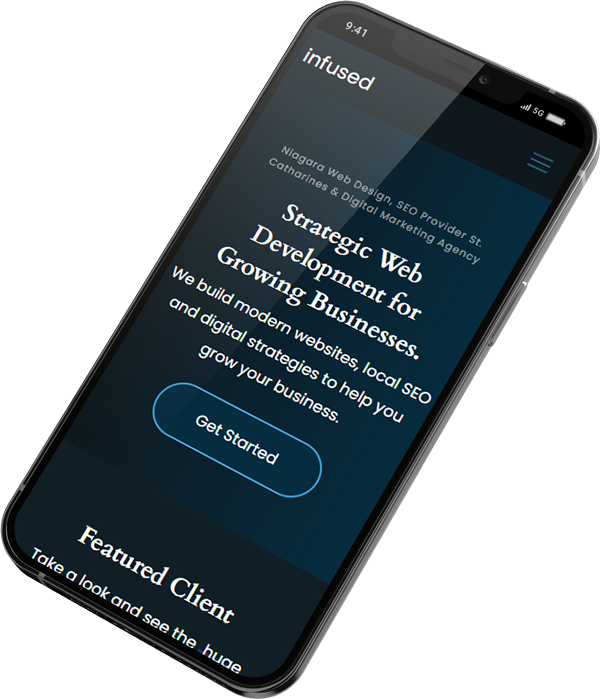 9:41
5G
infused
Niagara Web Design, SEO Provider St.
Catharines & Digital Marketing Agency
Strategic Web
Development for
Growing Businesses.
We build modern websites, local SEO
and digital strategies to help you
grow your business.
Get Started
Featured Client
Take a look and see the huge